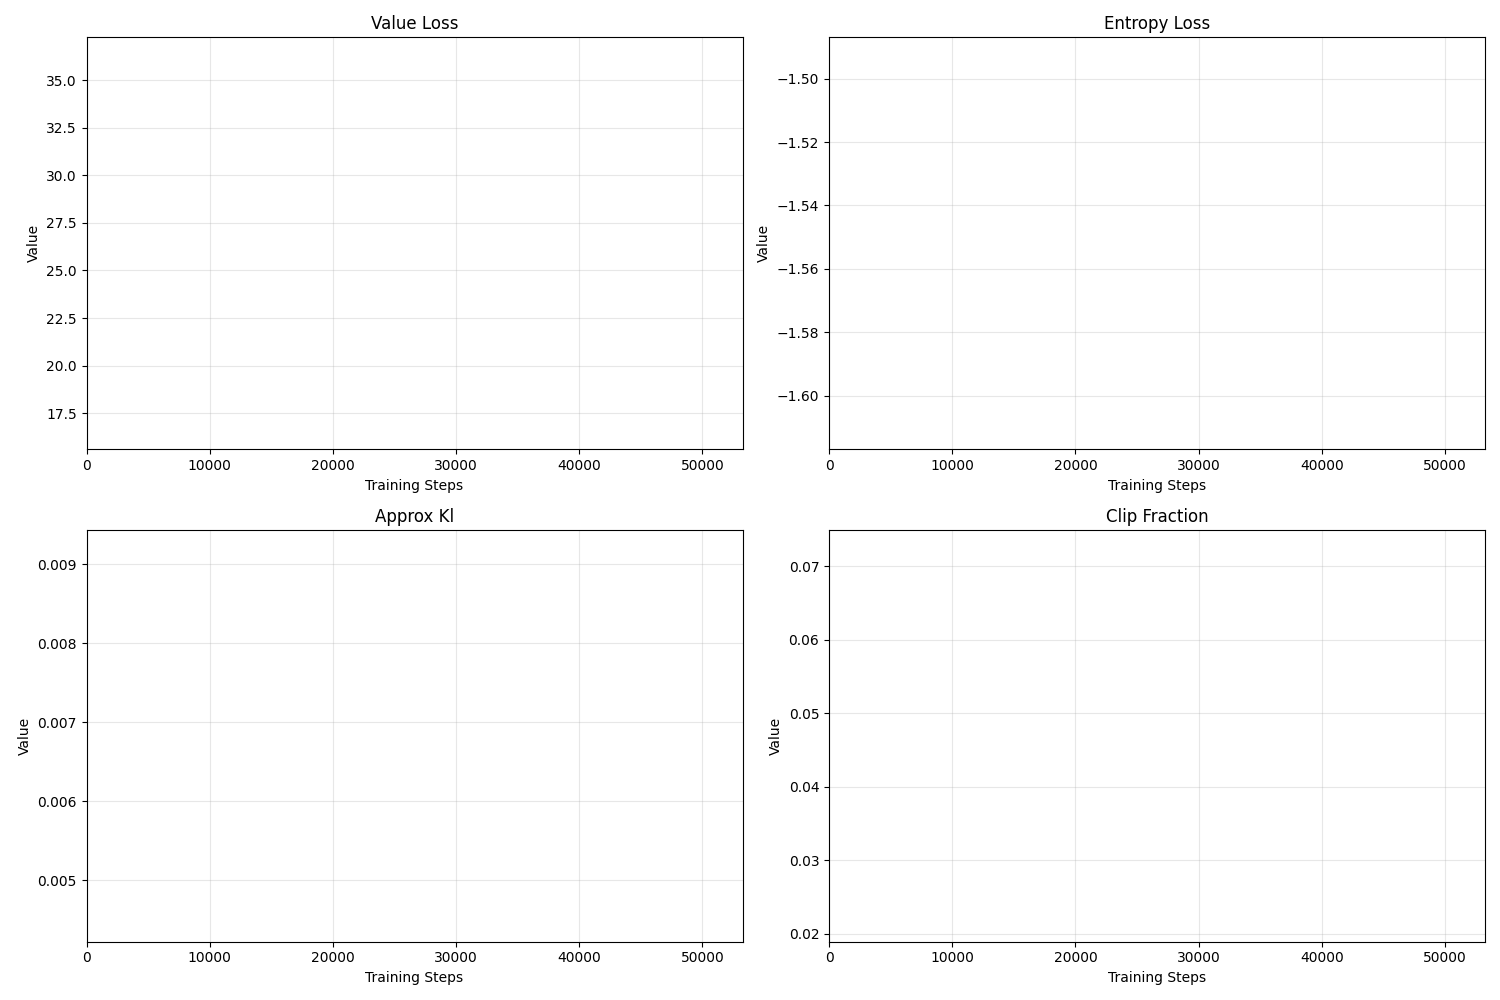 Value Loss
Value
35.0
32.5
30.0
27.5
25.0
22.5
20.0
17.5
0 10000 20000 30000 40000 50000
Training Steps
Entropy Loss
Value
−1.50
−1.52
−1.54
−1.56
−1.58
−1.60
0 10000 20000 30000 40000 50000
Training Steps
Approx Kl
Value
0.009
0.008
0.007
0.006
0.005
0 10000 20000 30000 40000 50000
Training Steps
Clip Fraction
Value
0.07
0.06
0.05
0.04
0.03
0.02
0 10000 20000 30000 40000 50000
Training Steps